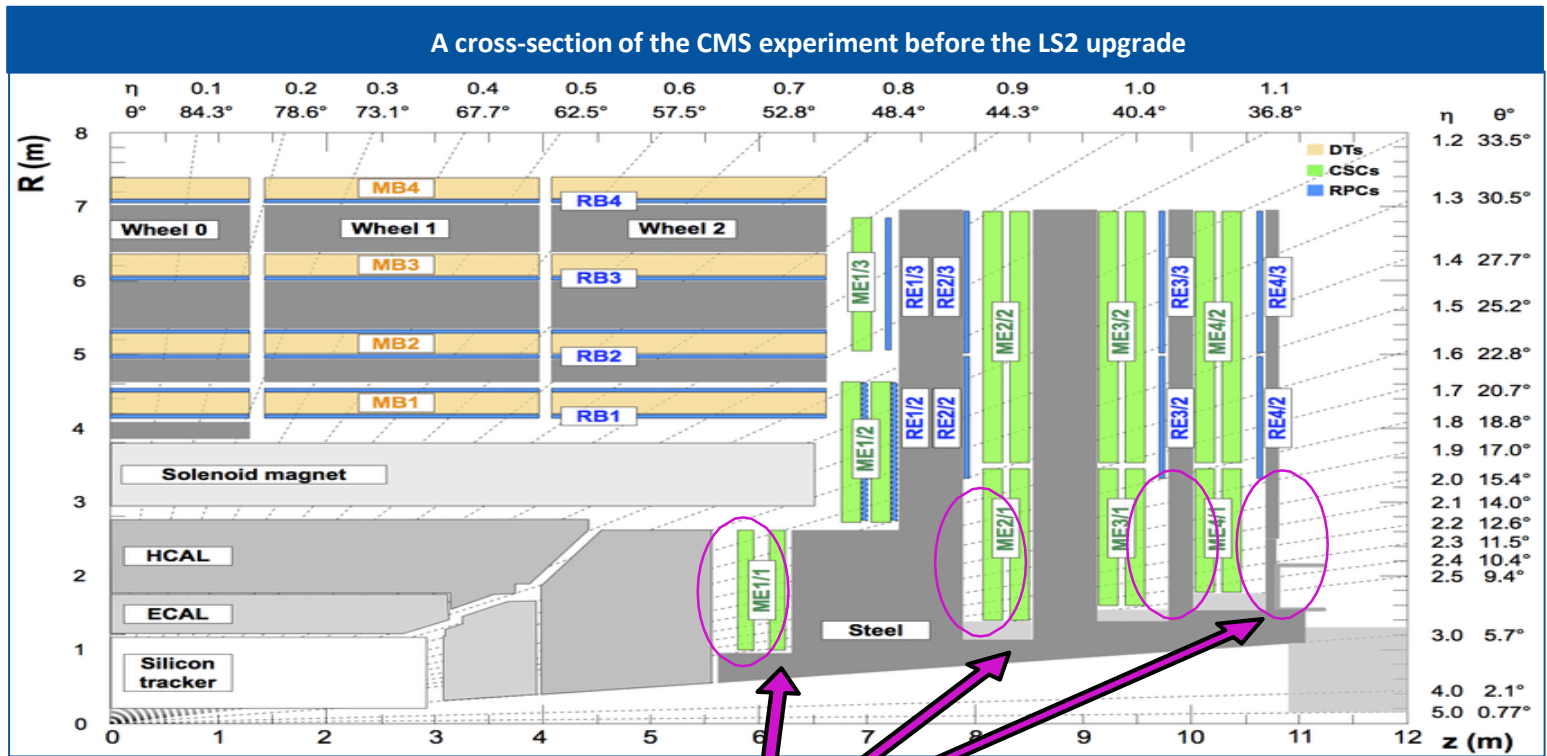 A cross-section of the CMS experiment before the LS2 upgrade
η 0.1 0.2 0.3 0.4 0.5 0.6 0.7 0.8 0.9 1.0 1.1 η θ°
θ° 84.3° 78.6° 73.1° 67.7° 62.5° 57.5° 52.8° 48.4° 44.3° 40.4° 36.8°
R (m)
8
7
6
5
4
3
2
1
0
1.2 33.5°
1.3 30.5°
1.4 27.7°
1.5 25.2°
1.6 22.8°
1.7 20.7°
1.8 18.8°
1.9 17.0°
2.0 15.4°
2.1 14.0°
2.2 12.6°
2.3 11.5°
2.4 10.4°
2.5 9.4°
3.0 5.7°
4.0 2.1°
5.0 0.77°
DTs
CSCs
RPCs
MB4
RB4
Wheel 0 Wheel 1 Wheel 2
MB3
RB3
MB2
RB2
MB1
RB1
Solenoid magnet
HCAL
ECAL
Silicon
tracker
Steel
ME1/3
RE1/3
RE2/3
ME2/2
ME3/2
RE3/3
ME4/2
RE4/3
ME1/2
RE1/2
RE2/2
RE3/2
RE4/2
ME1/1
ME2/1
ME3/1
ME4/1
0 1 2 3 4 5 6 7 8 9 10 11 12
z (m)